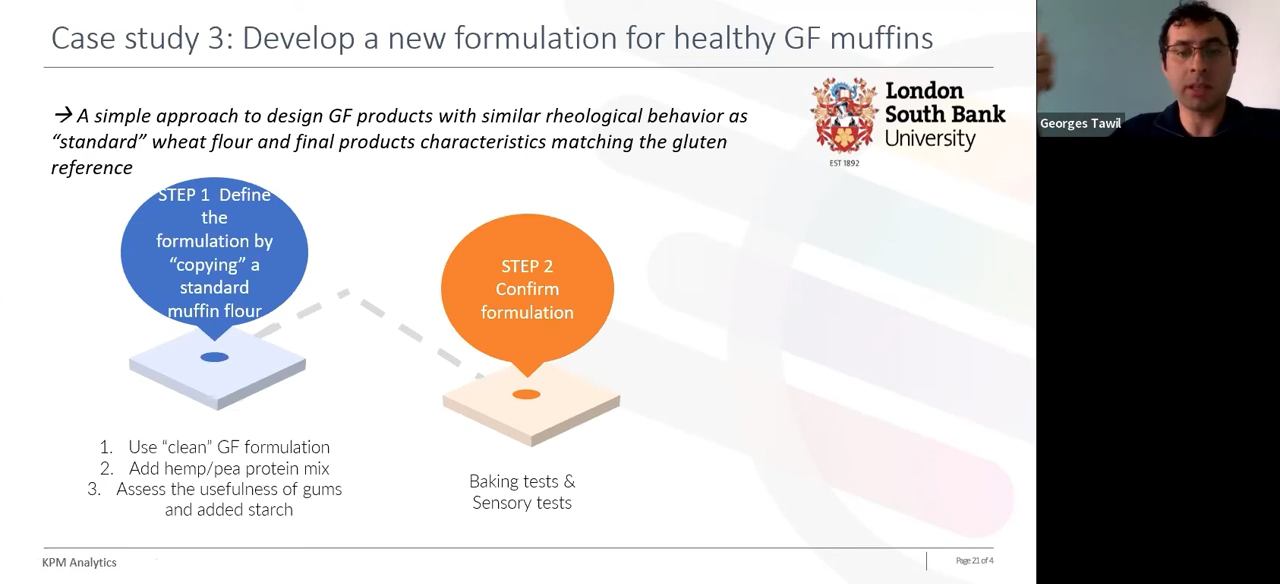 Case study 3: Develop a new formulation for healthy GF muffins
→ A simple approach to design GF products with similar rheological behavior as
“standard” wheat flour and final products characteristics matching the gluten
reference
London
South Bank
University
EST 1892
Georges Tawil
STEP 1 Define
the
formulation by
“copying” a
standard
muffin flour
STEP 2
Confirm
formulation
1. Use “clean” GF formulation
2. Add hemp/pea protein mix
3. Assess the usefulness of gums
and added starch
Baking tests &
Sensory tests
KPM Analytics
Page 21 of 4